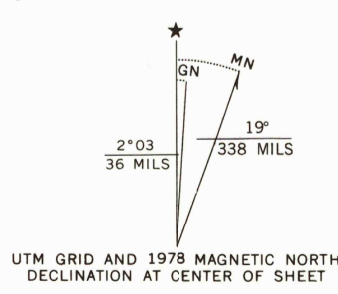 ★
GN
MN
2°03
36 MILS
19°
338 MILS
UTM GRID AND 1978 MAGNETIC NORTH
DECLINATION AT CENTER OF SHEET